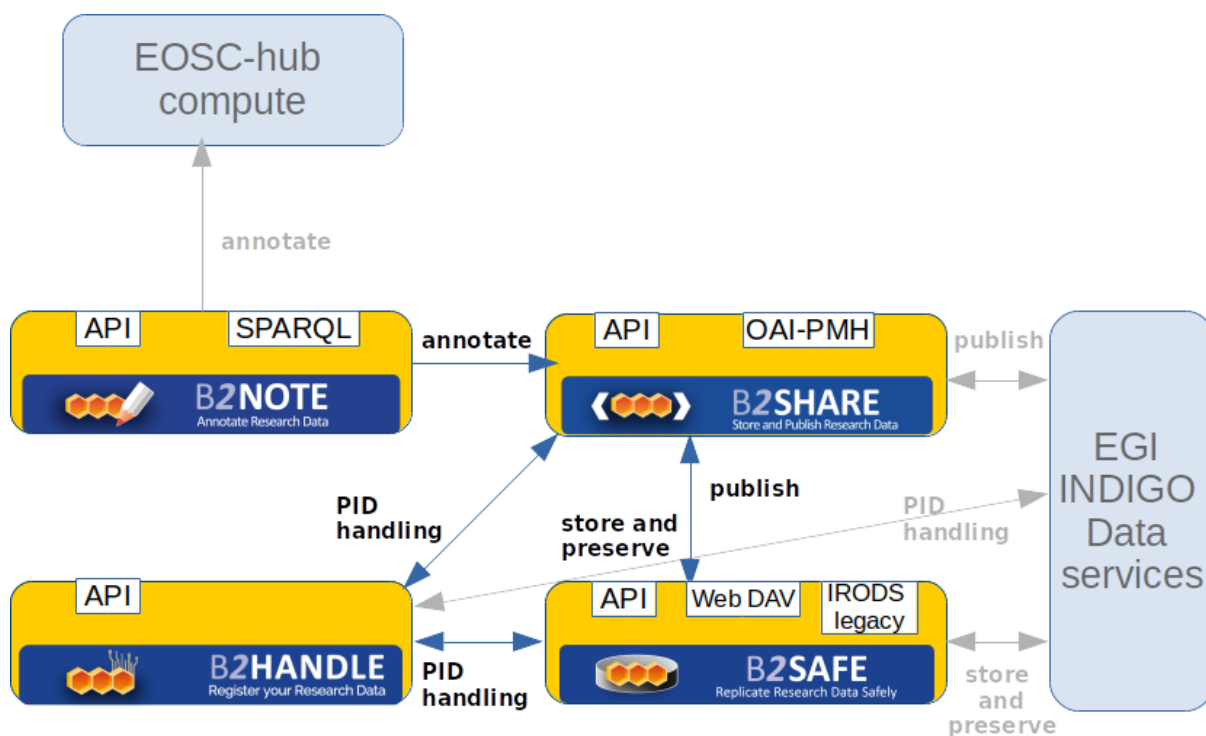 EOSC-hub
compute
annotate
API
SPARQL
B2NOTE
Annotate Research Data
annotate
API
OAI-PMH
B2SHARE
Store and Publish Research Data
publish
EGI
INDIGO
Data
services
PID
handling
publish
store and
preserve
PID
handling
API
B2HANDLE
Register your Research Data
PID
handling
API
Web DAV
IRODS
legacy
B2SAFE
Replicate Research Data Safely
store
and
preserve